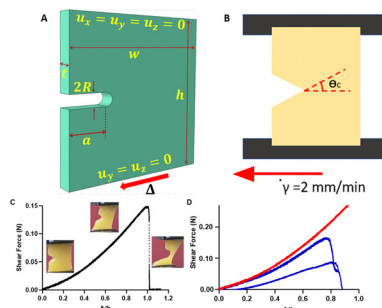 A
u_x = u_y = u_z = 0
w
t
2R
h
a
u_y = u_z = 0
Δ
B
θc
γ̇ =2 mm/min
C
Shear Force (N)
0.15
0.10
0.05
0.00
0.0 0.2 0.4 0.6 0.8 1.0 1.2
D
Shear Force (N)
0.20
0.10
0.00
0.0 0.2 0.4 0.6 0.8 1.0